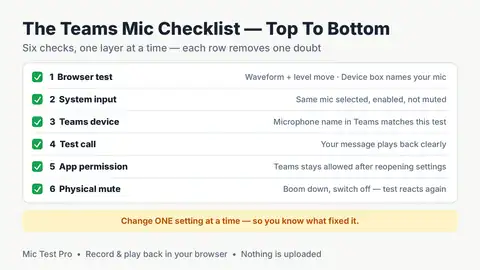 The Teams Mic Checklist — Top To Bottom
Six checks, one layer at a time — each row removes one doubt
1 Browser test Waveform + level move · Device box names your mic
2 System input Same mic selected, enabled, not muted
3 Teams device Microphone name in Teams matches this test
4 Test call Your message plays back clearly
5 App permission Teams stays allowed after reopening settings
6 Physical mute Boom down, switch off — test reacts again
Change ONE setting at a time — so you know what fixed it.
Mic Test Pro • Record & play back in your browser • Nothing is uploaded